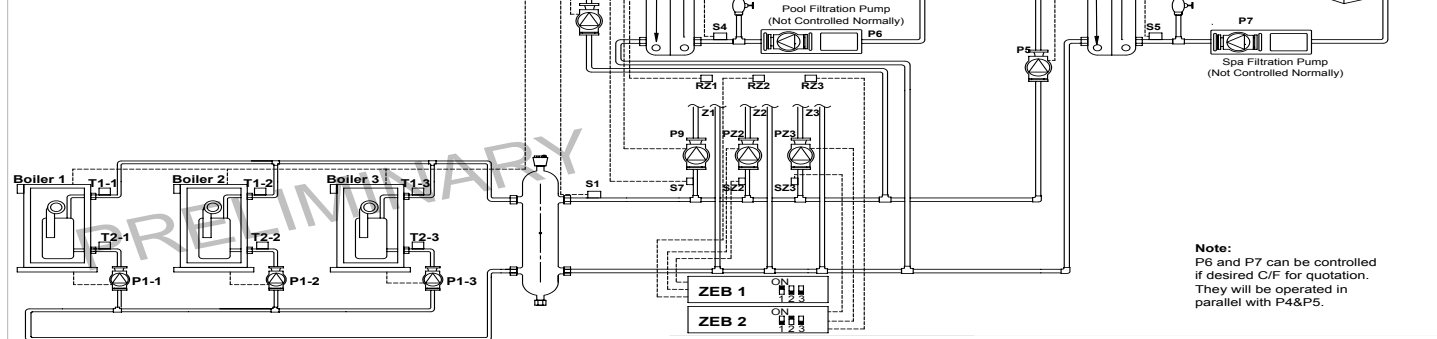 Pool Filtration Pump
(Not Controlled Normally)
S4
P6
S5
P7
P5
Spa Filtration Pump
(Not Controlled Normally)
RZ1
RZ2
RZ3
Z1
Z2
Z3
P9
PZ2
PZ3
PRELIMINARY
Boiler 1
T1-1
Boiler 2
T1-2
Boiler 3
T1-3
S1
S7
SZ2
SZ3
T2-1
T2-2
T2-3
P1-1
P1-2
P1-3
ZEB 1
ON
1 2 3
ZEB 2
ON
1 2 3
Note:
P6 and P7 can be controlled
if desired C/F for quotation.
They will be operated in
parallel with P4&P5.